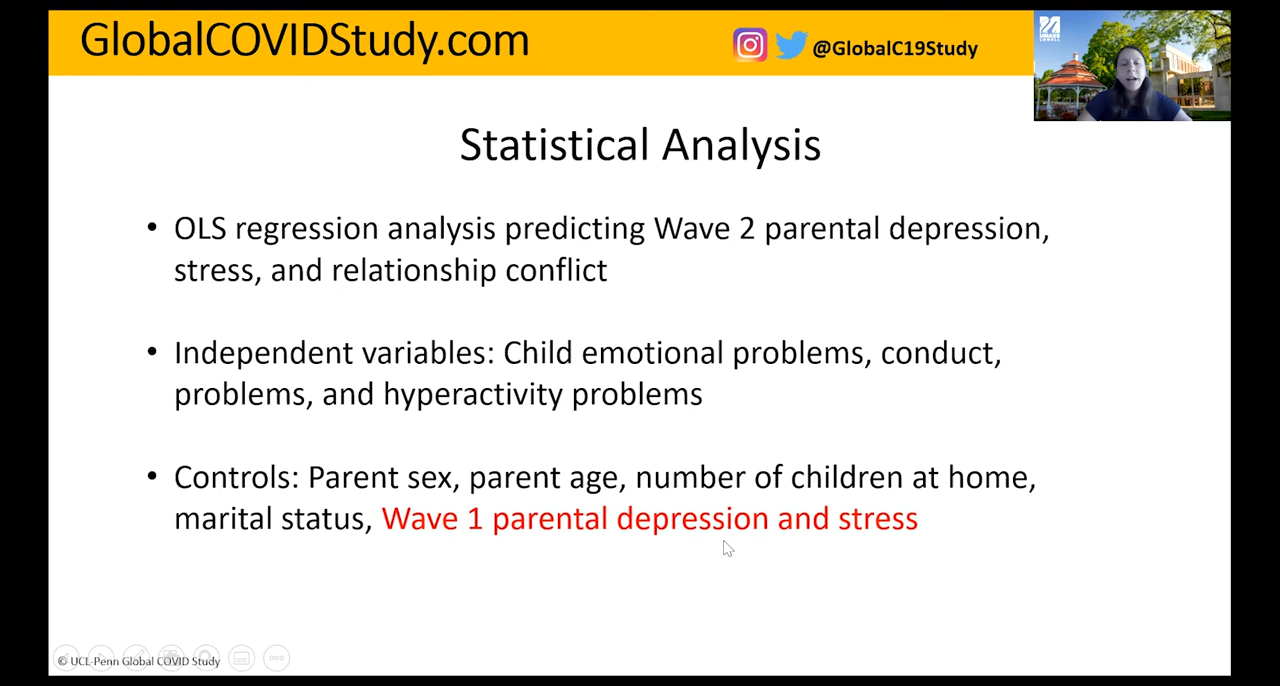 GlobalCOVIDStudy.com
@GlobalC19Study
UMASS
LOWELL
Statistical Analysis
• OLS regression analysis predicting Wave 2 parental depression,
stress, and relationship conflict
• Independent variables: Child emotional problems, conduct,
problems, and hyperactivity problems
• Controls: Parent sex, parent age, number of children at home,
marital status, Wave 1 parental depression and stress
© UCL-Penn Global COVID Study